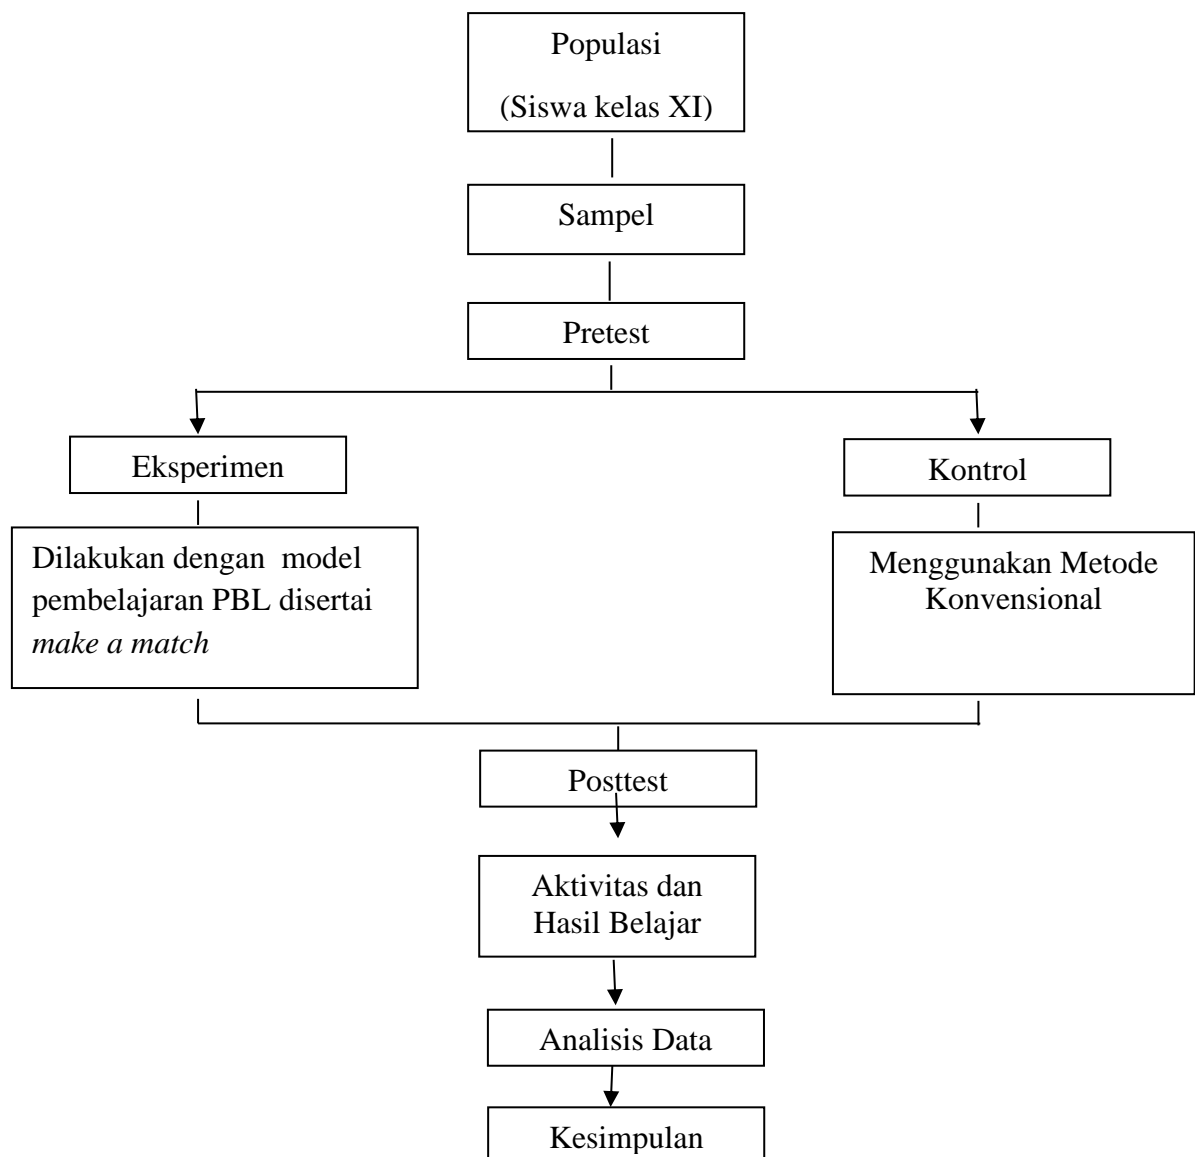 Populasi
(Siswa kelas XI)
Sampel
Pretest
Eksperimen
Kontrol
Dilakukan dengan model
pembelajaran PBL disertai
make a match
Menggunakan Metode
Konvensional
Posttest
Aktivitas dan
Hasil Belajar
Analisis Data
Kesimpulan